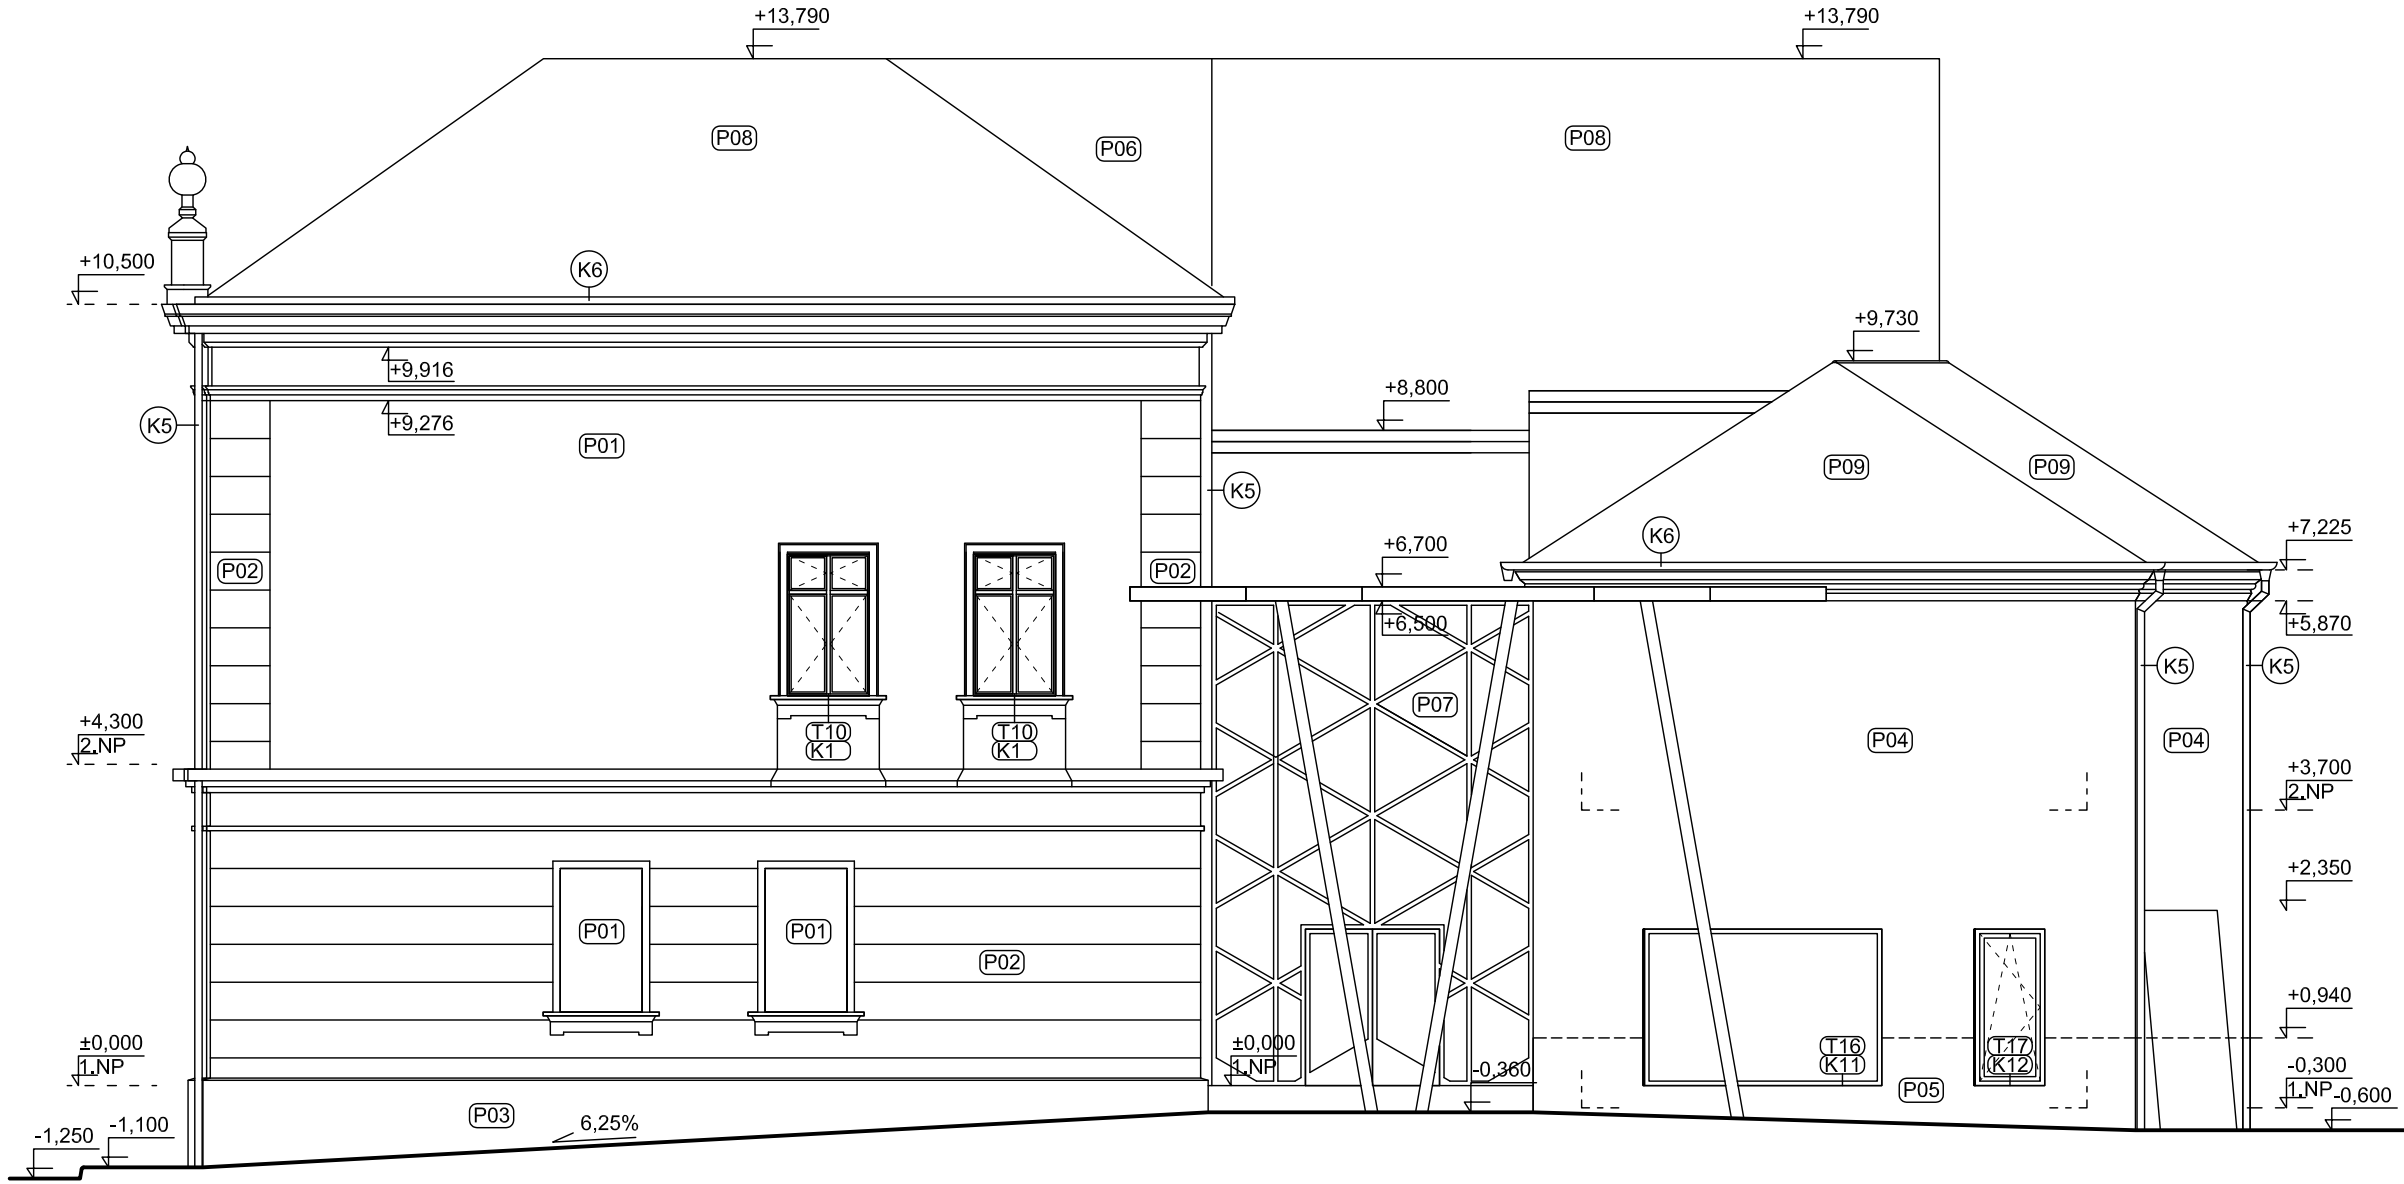 +13,790
+13,790
P08
P06
P08
+10,500
K6
+9,730
+9,916
+8,800
K5
+9,276
P01
P09
P09
K5
K6
+7,225
P02
P02
+6,700
+6,500
+5,870
K5
K5
P07
+4,300
2.NP
T10
K1
T10
K1
P04
P04
+3,700
2.NP
+2,350
P01
P01
P02
+0,940
±0,000
1.NP
±0,000
1.NP
T16
K11
T17
K12
-0,360
-0,300
1.NP
P05
-0,600
P03
6,25%
-1,100
-1,250